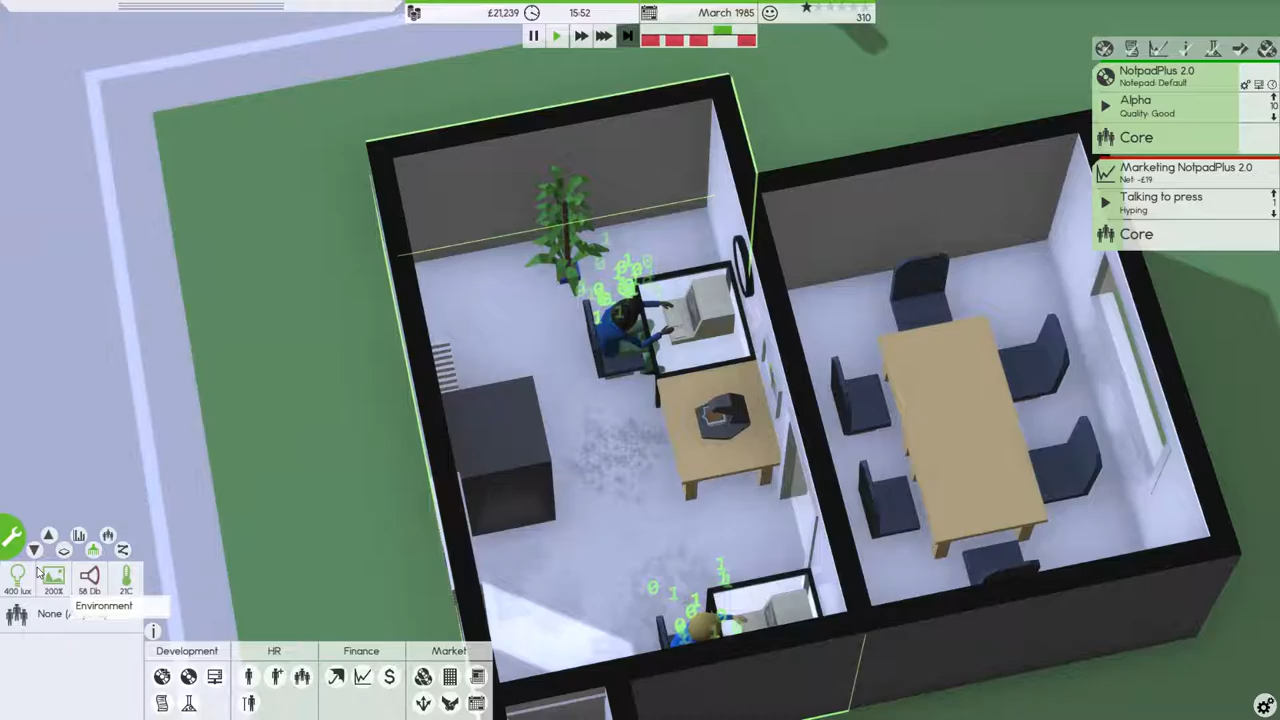 £21,239
15:52
March 1985
310
NotpadPlus 2.0
Notepad: Default
Alpha
Quality: Good
10
Core
Marketing NotpadPlus 2.0
Net: -£19
Talking to press
Hyping
1
Core
400 lux
200%
58 Db
21C
Environment
None (
Development
HR
Finance
Market